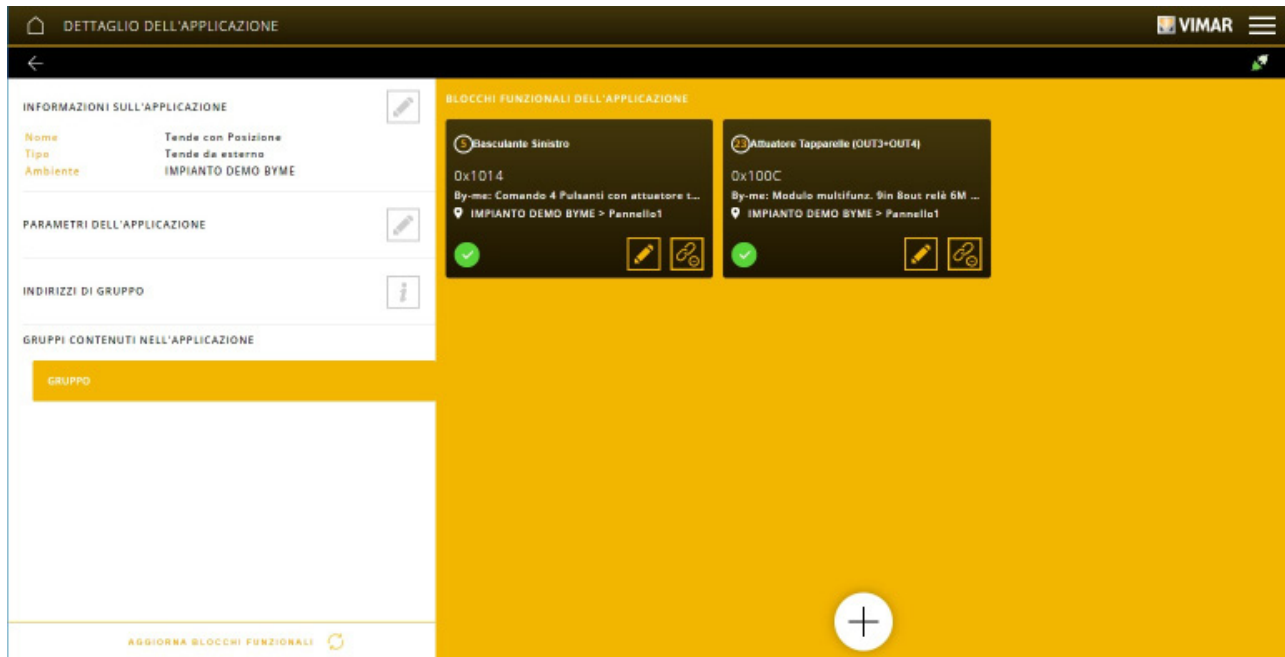 DETTAGLIO DELL'APPLICAZIONE
VIMAR
INFORMAZIONI SULL'APPLICAZIONE
Nome Tende con Posizione
Tipo Tende da esterno
Ambiente IMPIANTO DEMO BYME
PARAMETRI DELL'APPLICAZIONE
INDIRIZZI DI GRUPPO
GRUPPI CONTENUTI NELL'APPLICAZIONE
GRUPPO
AGGIORNA BLOCCHI FUNZIONALI
BLOCCHI FUNZIONALI DELL'APPLICAZIONE
5 Basculante Sinistro
0x1014
By-me: Comando 4 Pulsanti con attuatore t...
IMPIANTO DEMO BYME > Pannello1
23 Attuatore Tapparelle (OUT3+OUT4)
0x100C
By-me: Modulo multifunz. 9in 8out relè 6M ...
IMPIANTO DEMO BYME > Pannello1